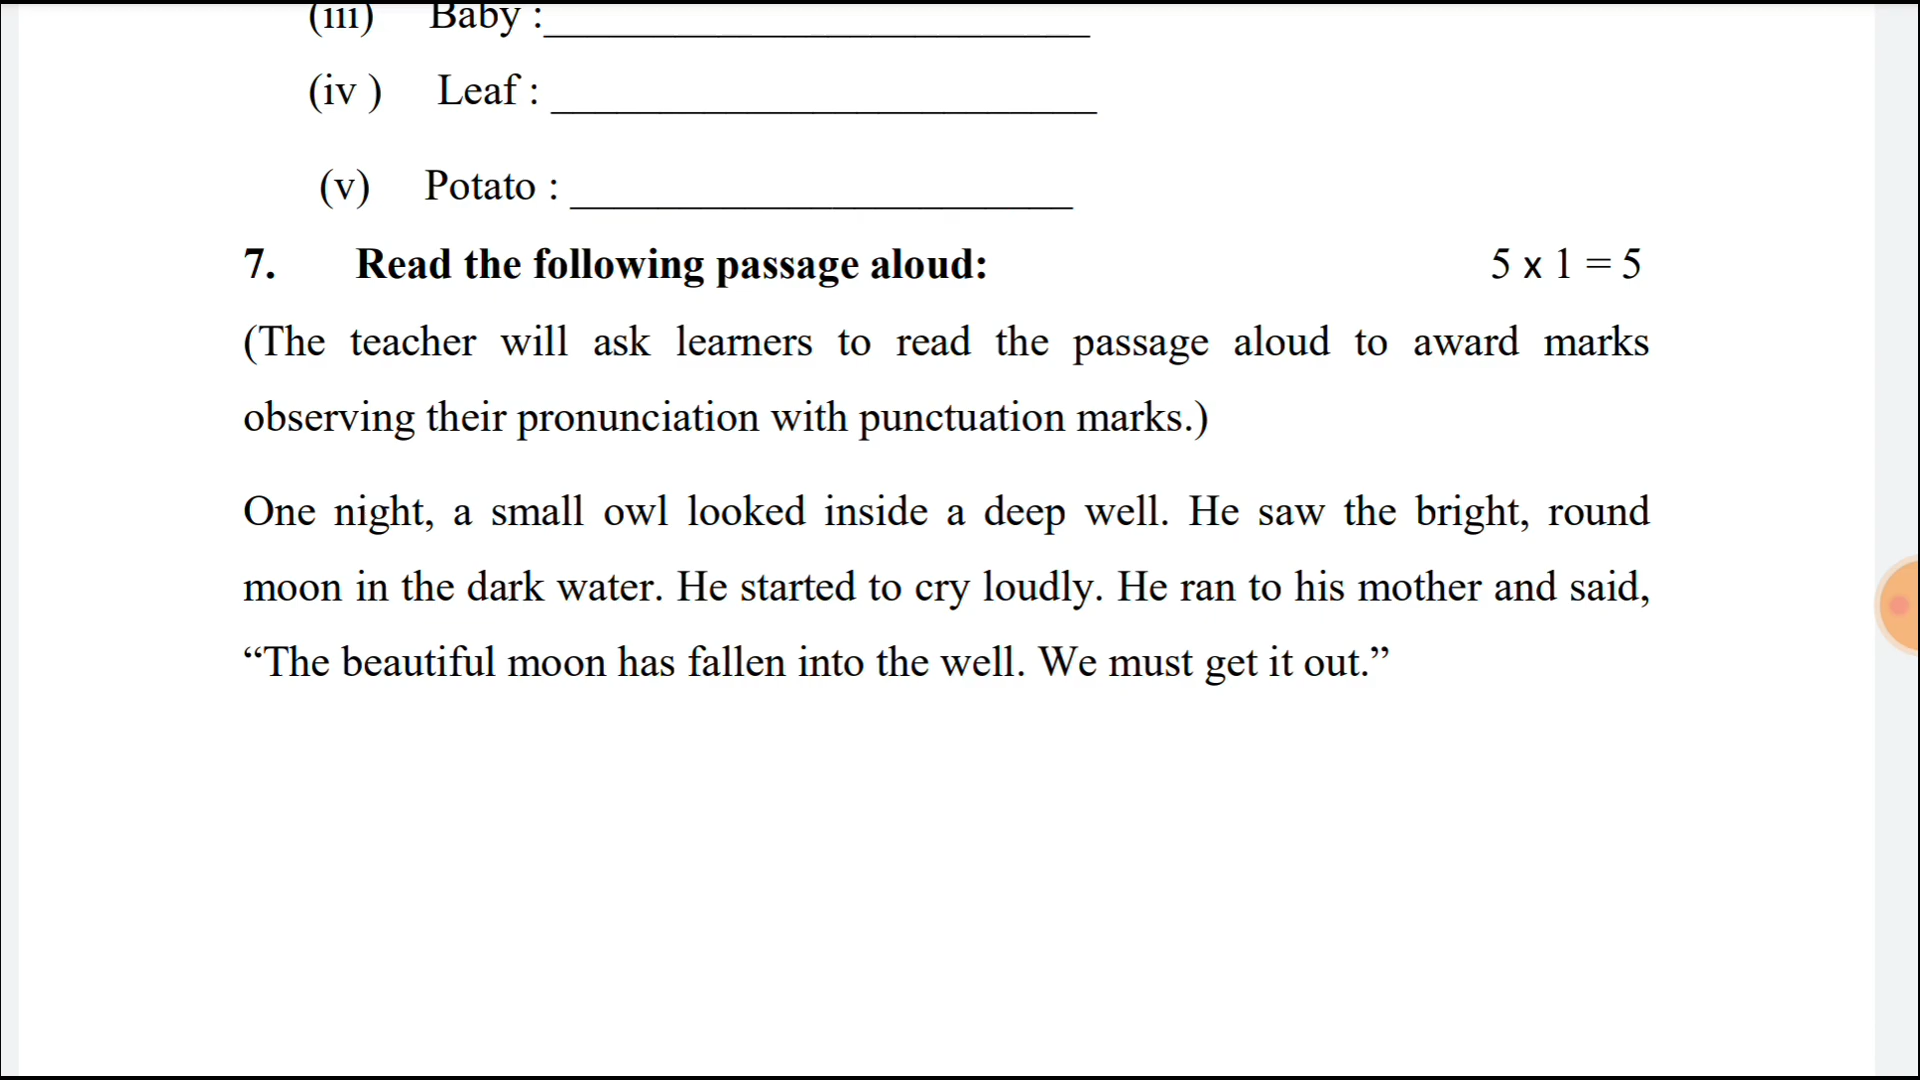 (iii) Baby :_________________________
(iv ) Leaf : _________________________
(v) Potato : _______________________
7. Read the following passage aloud: 5 x 1 = 5
(The teacher will ask learners to read the passage aloud to award marks
observing their pronunciation with punctuation marks.)
One night, a small owl looked inside a deep well. He saw the bright, round
moon in the dark water. He started to cry loudly. He ran to his mother and said,
“The beautiful moon has fallen into the well. We must get it out.”